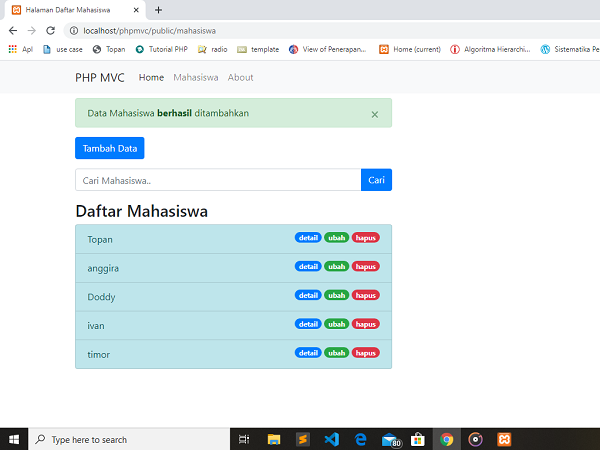 Halaman Daftar Mahasiswa
localhost/phpmvc/public/mahasiswa
Apl use case Topan Tutorial PHP radio template View of Penerapan... Home (current) Algoritma Hierarchi... Sistematika Pe
PHP MVC Home Mahasiswa About
Data Mahasiswa berhasil ditambahkan ×
Tambah Data
Cari Mahasiswa.. Cari
Daftar Mahasiswa
Topan detail ubah hapus
anggira detail ubah hapus
Doddy detail ubah hapus
ivan detail ubah hapus
timor detail ubah hapus
Type here to search 80